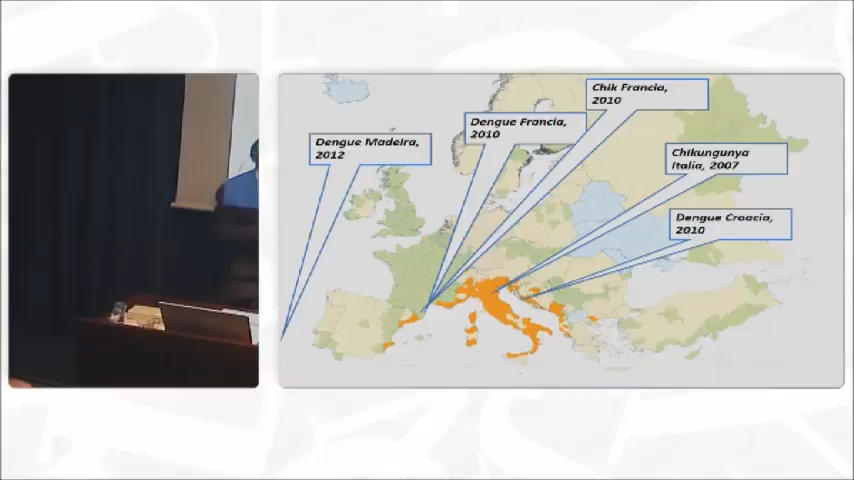 Chik Francia,
2010
Dengue Francia,
2010
Dengue Madeira,
2012
Chikungunya
Italia, 2007
Dengue Croacia,
2010